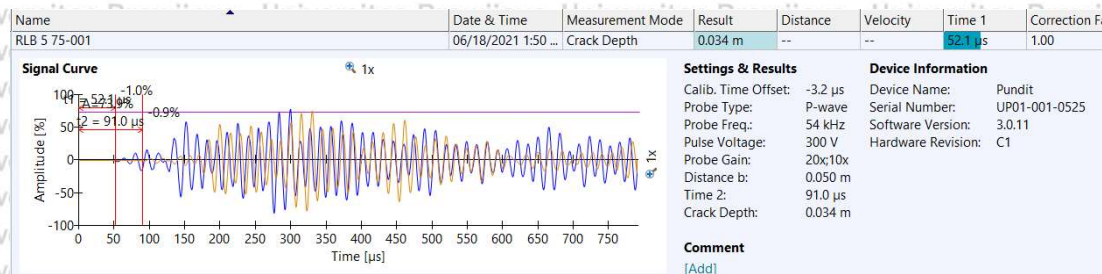 Name Date & Time Measurement Mode Result Distance Velocity Time 1 Correction Fa
RLB 5 75-001 06/18/2021 1:50 ... Crack Depth 0.034 m -- -- 52.1 µs 1.00
Signal Curve 1x Settings & Results Device Information
Calib. Time Offset: -3.2 µs Device Name: Pundit
Probe Type: P-wave Serial Number: UP01-001-0525
Probe Freq.: 54 kHz Software Version: 3.0.11
Pulse Voltage: 300 V Hardware Revision: C1
Probe Gain: 20x;10x
Distance b: 0.050 m
Time 2: 91.0 µs
Crack Depth: 0.034 m
Comment
[Add]
-1.0%
-0.9%
t2 = 91.0 µs
Amplitude [%]
100
50
0
-50
-100
1x
0 50 100 150 200 250 300 350 400 450 500 550 600 650 700 750
Time [µs]